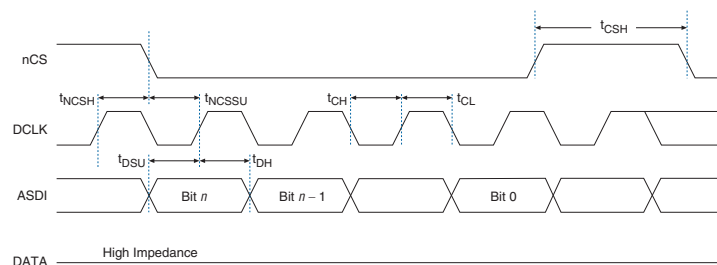 t_CSH
nCS
t_NCSH t_NCSSU t_CH t_CL
DCLK
t_DSU t_DH
ASDI Bit n Bit n – 1 Bit 0
High Impedance
DATA